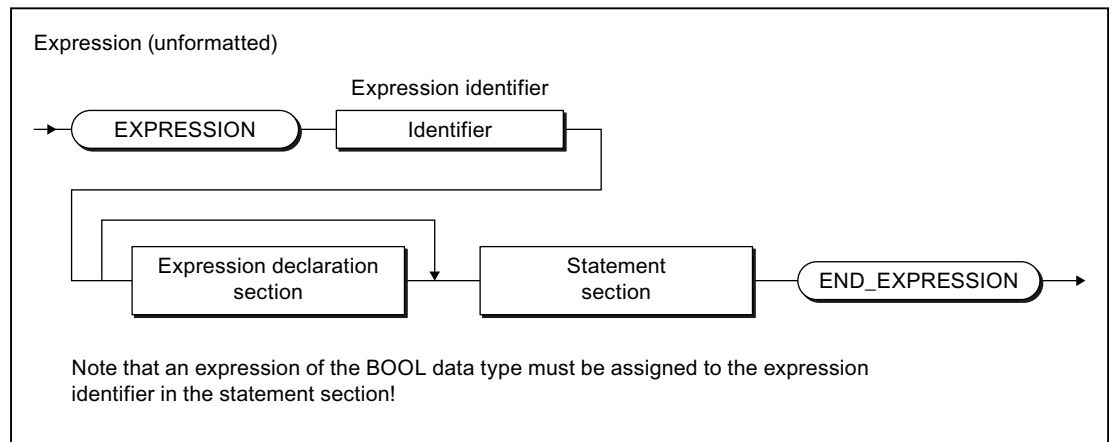 Expression (unformatted)
Expression identifier
EXPRESSION
Identifier
Expression declaration
section
Statement
section
END_EXPRESSION
Note that an expression of the BOOL data type must be assigned to the expression
identifier in the statement section!